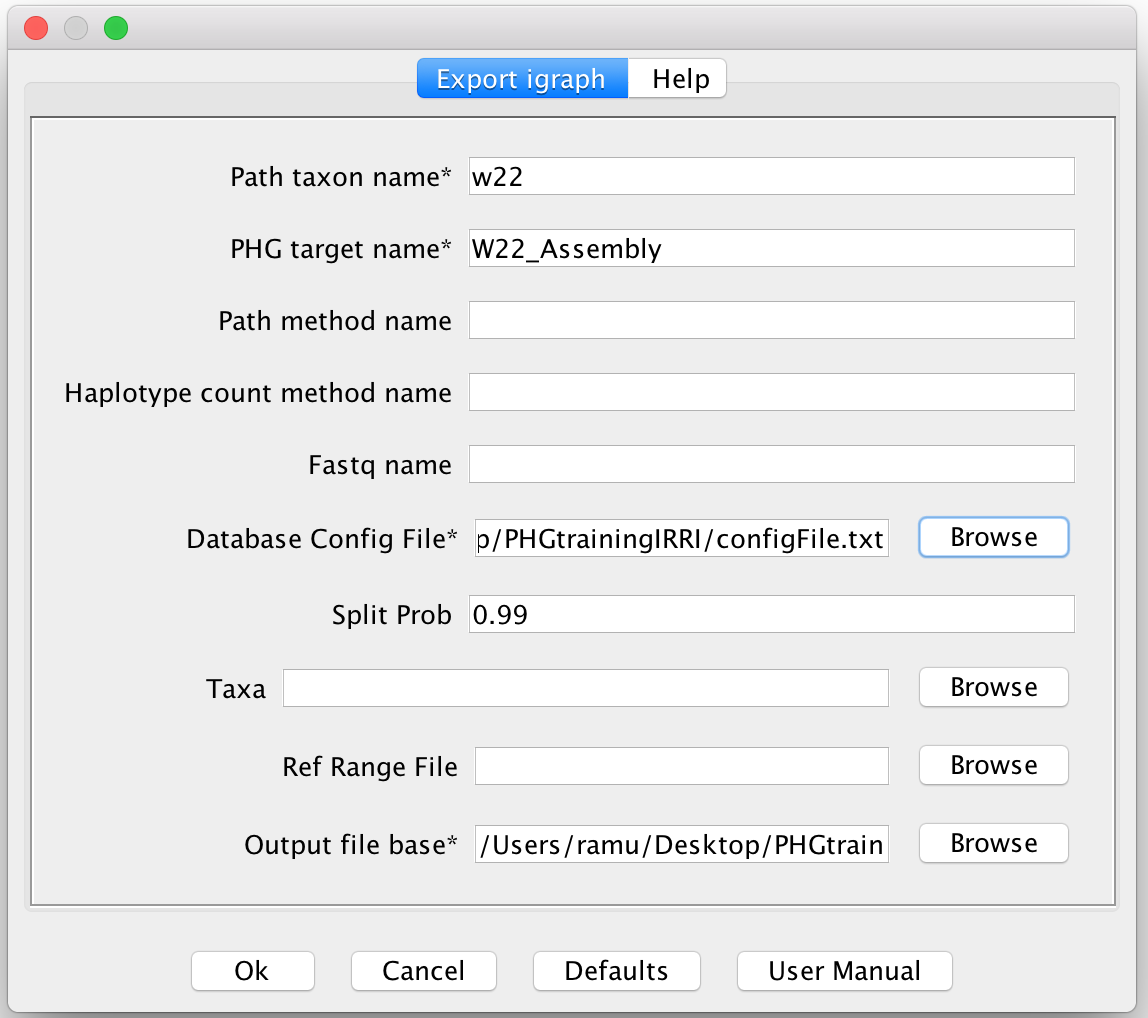 Export igraph Help
Path taxon name* w22
PHG target name* W22_Assembly
Path method name
Haplotype count method name
Fastq name
Database Config File* p/PHGtrainingIRRI/configFile.txt Browse
Split Prob 0.99
Taxa Browse
Ref Range File Browse
Output file base* /Users/ramu/Desktop/PHGtrain Browse
Ok Cancel Defaults User Manual